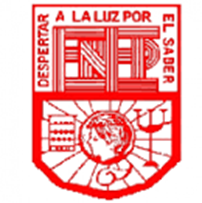 DESPERTAR
A LA LUZ POR
EL SABER
ENP